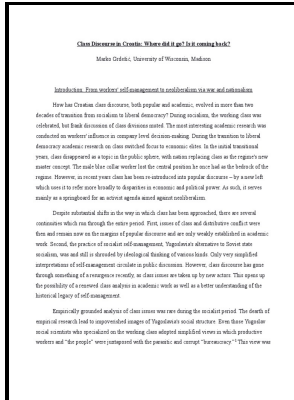 Class Discourse in Croatia: Where did it go? Is it coming back?
Marko Grdešić, University of Wisconsin, Madison
Introduction: From workers' self-management to neoliberalism via war and nationalism
How has Croatian class discourse, both popular and academic, evolved in more than two
decades of transition from socialism to liberal democracy? During socialism, the working class was
celebrated, but frank discussion of class divisions muted. The most interesting academic research was
conducted on workers' influence in company level decision-making. During the transition to liberal
democracy academic research on class switched focus to economic elites. In the initial transitional
years, class disappeared as a topic in the public sphere, with nation replacing class as the regime's new
master concept. The male blue collar worker lost the central position he once had as the bedrock of the
regime. However, in recent years class has been re-introduced into popular discourse – by a new left
which uses it to refer more broadly to disparities in economic and political power. As such, it serves
mainly as a springboard for an activist agenda aimed against neoliberalism.
Despite substantial shifts in the way in which class has been approached, there are several
continuities which run through the entire period. First, issues of class and distributive conflict were
then and remain now on the margins of popular discourse and are only weakly established in academic
work. Second, the practice of socialist self-management, Yugoslavia's alternative to Soviet state
socialism, was and still is shrouded by ideological thinking of various kinds. Only very simplified
interpretations of self-management circulate in public discussion. However, class discourse has gone
through something of a resurgence recently, as class issues are taken up by new actors. This opens up
the possibility of a renewed class analysis in academic work as well as a better understanding of the
historical legacy of self-management.
Empirically grounded analysis of class issues was rare during the socialist period. The dearth of
empirical research lead to impoverished images of Yugoslavia's social structure. Even those Yugoslav
social scientists who specialized on the working class adopted simplified views in which productive
workers and "the people" were juxtaposed with the parasitic and corrupt "bureaucracy." This view was